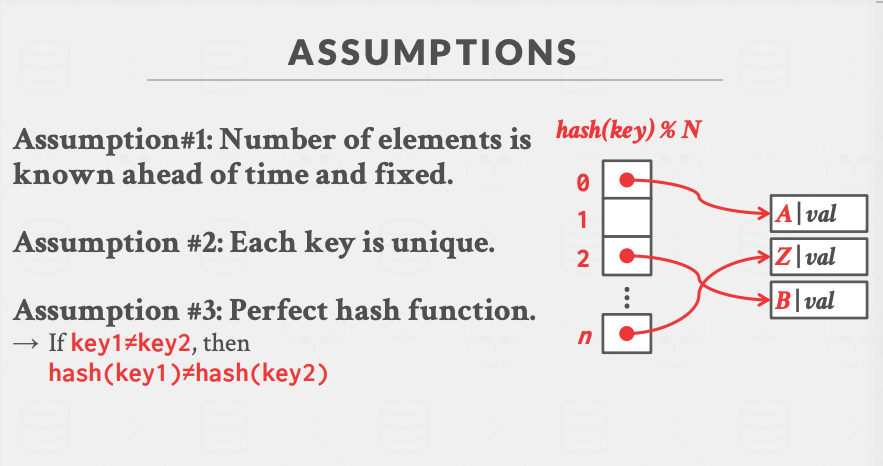 ASSUMPTIONS
Assumption#1: Number of elements is
known ahead of time and fixed.
Assumption #2: Each key is unique.
Assumption #3: Perfect hash function.
→ If key1≠key2, then
hash(key1)≠hash(key2)
hash(key) % N
0
1
2
⋮
n
A|val
Z|val
B|val